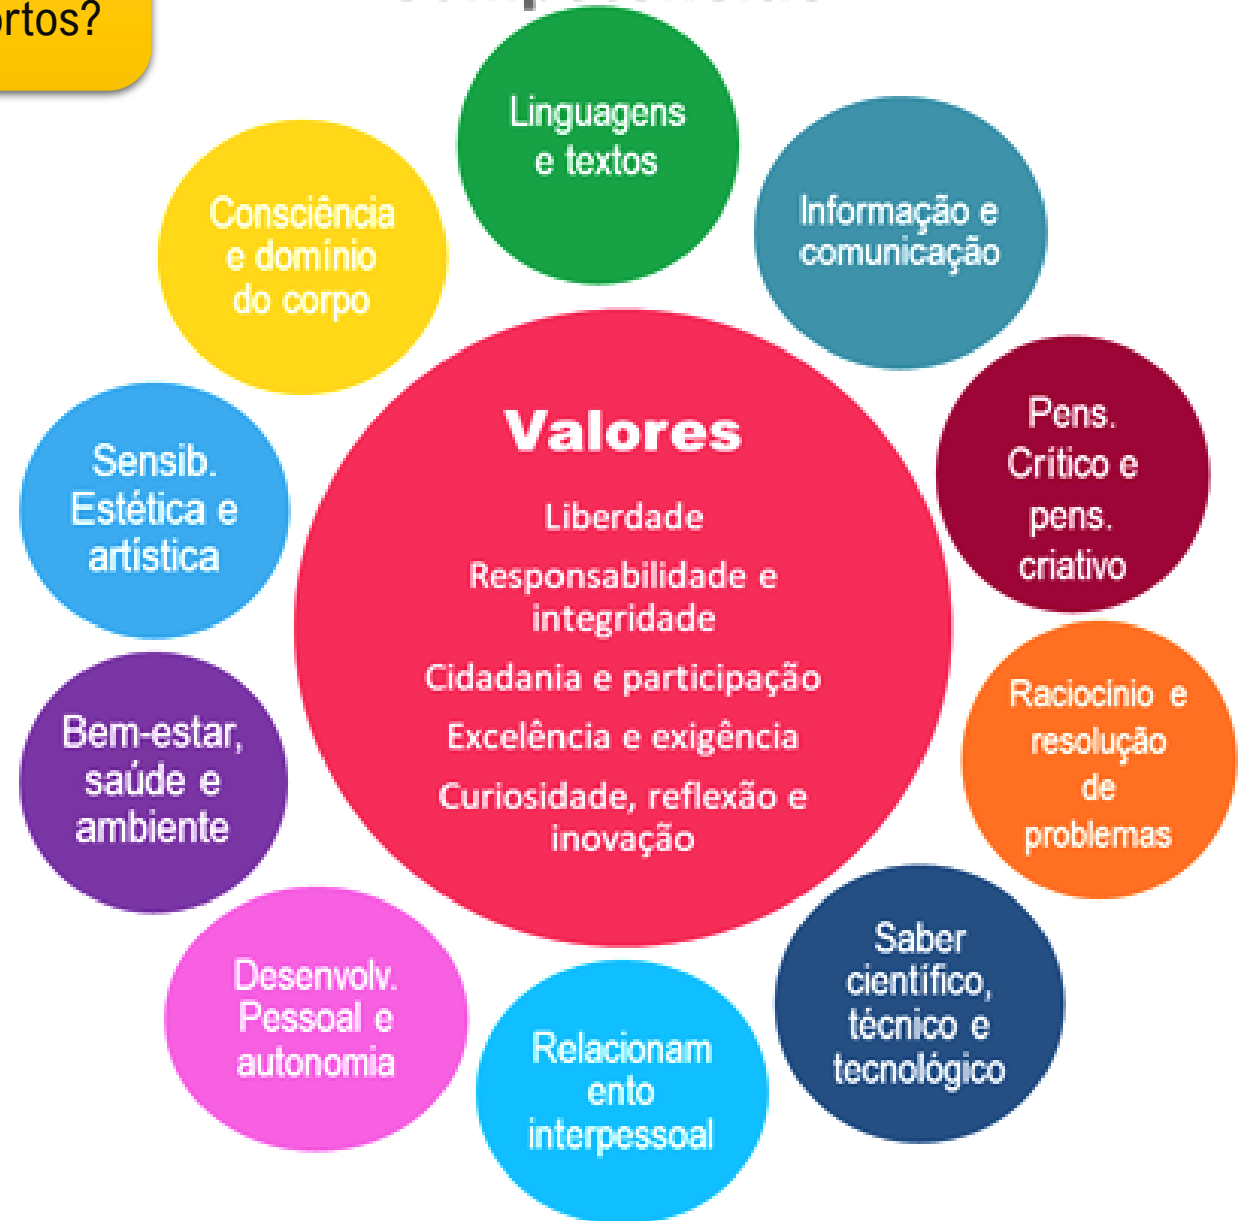 Linguagens
e textos
Informação e
comunicação
Pens.
Crítico e
pens.
criativo
Raciocínio e
resolução
de
problemas
Saber
científico,
técnico e
tecnológico
Relacionam
ento
interpessoal
Desenvolv.
Pessoal e
autonomia
Bem-estar,
saúde e
ambiente
Sensib.
Estética e
artística
Consciência
e domínio
do corpo
Valores
Liberdade
Responsabilidade e
integridade
Cidadania e participação
Excelência e exigência
Curiosidade, reflexão e
inovação